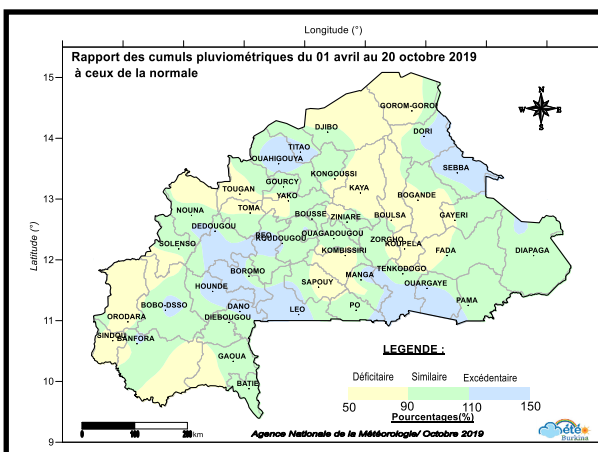 Longitude (°)
Rapport des cumuls pluviométriques du 01 avril au 20 octobre 2019
à ceux de la normale
15
N
W E
S
GOROM-GOROM
DJIBO
DORI
14
TITAO
OUAHIGOUYA
SEBBA
KONGOUSSI
GOURCY
TOUGAN
KAYA
YAKO
BOGANDE
13
NOUNA
TOMA
BOUSSE
ZINIARE
BOULSA
GAYERI
DEDOUGOU
REO
KOUDOUGOU
OUAGADOUGOU
ZORGHO
KOUPELA
SOLENSO
KOMBISSIRI
FADA
DIAPAGA
Latitude (°)
12
BOROMO
TENKODOGO
MANGA
HOUNDE
SAPOUY
OUARGAYE
BOBO-DSSO
DANO
LEO
PO
PAMA
ORODARA
DIEBOUGOU
11
SINDOU
BANFORA
GAOUA
LEGENDE :
BATIE
10
Déficitaire Similaire Excédentaire
50 90 110 150
Pourcentages(%)
0 100 200 km
Agence Nationale de la Météorologie/ Octobre 2019
météo
Burkina
9